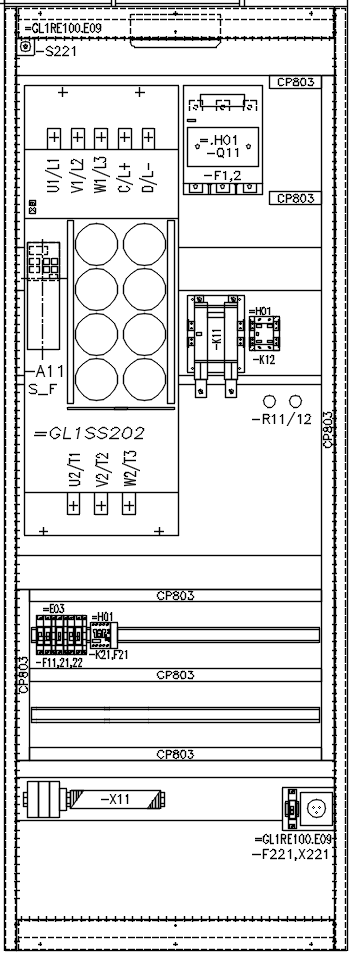 =GL1RE100.E09
-S221
CP803
=.H01
-Q11
-F1,2
CP803
U1/L1
V1/L2
W1/L3
C/L+
D/L-
-A11
S_F
-K11
=H01
-K12
-R11/12
CP803
=GL1SS202
U2/T1
V2/T2
W2/T3
CP803
=E03
=H01
-F11,21,22
-K21,F21
CP803
CP803
CP803
-X11
=GL1RE100.E09
-F221,X221